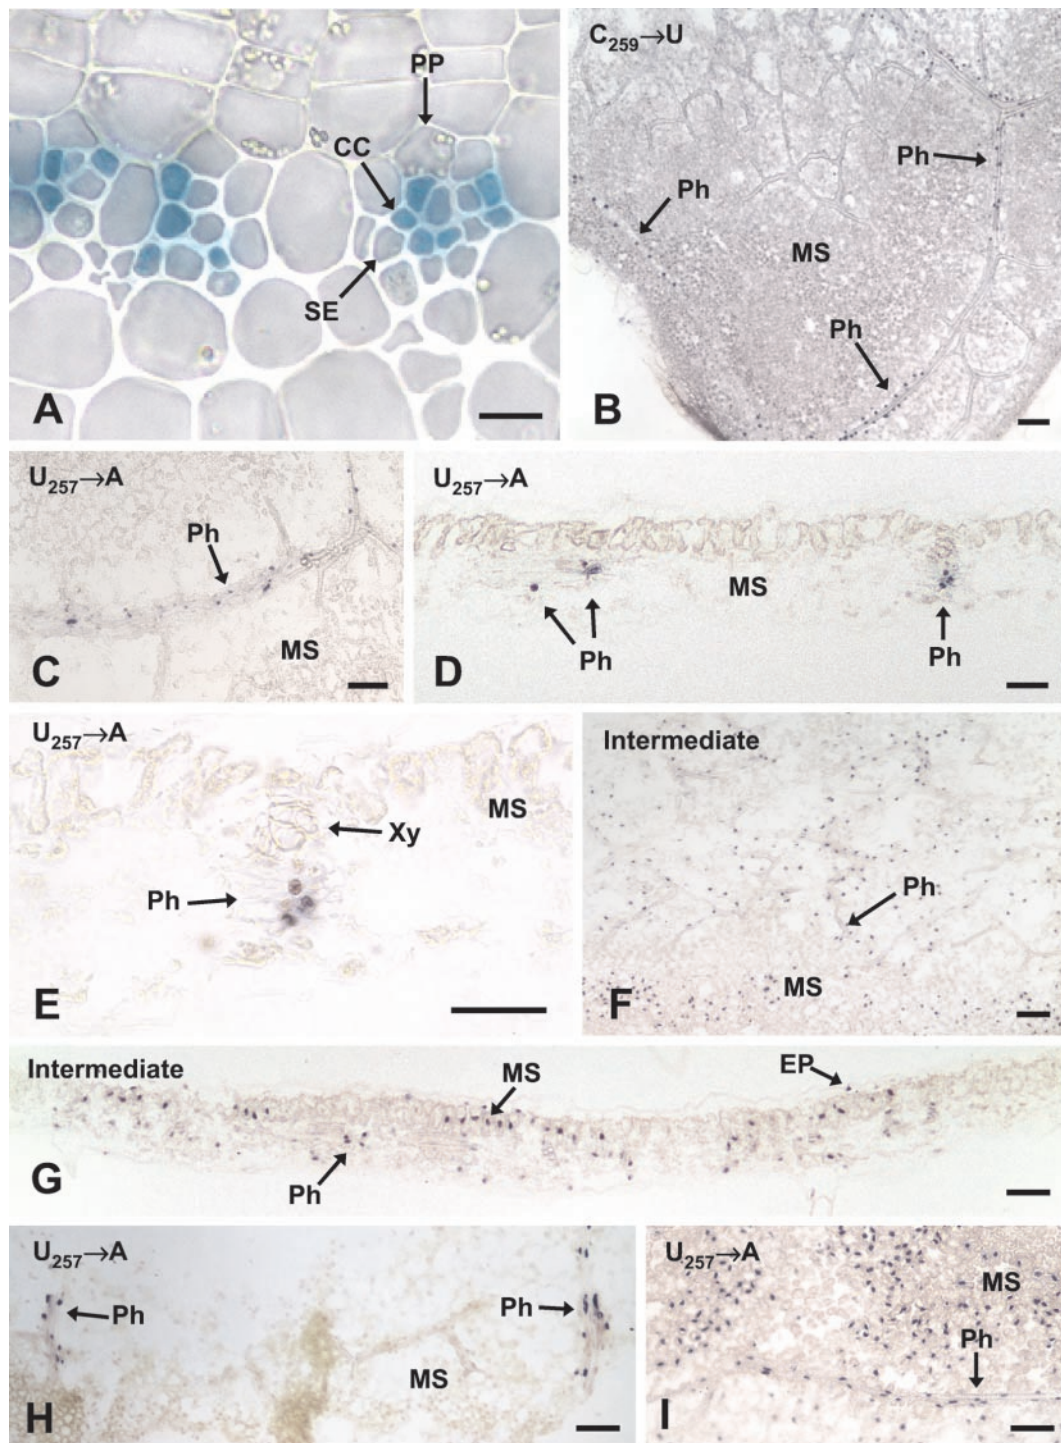 PP
CC
SE
A
C₂₅₉→U
Ph
Ph
MS
Ph
B
U₂₅₇→A
Ph
MS
C
U₂₅₇→A
MS
Ph
Ph
D
U₂₅₇→A
MS
Xy
Ph
E
Intermediate
Ph
MS
F
Intermediate
MS
EP
Ph
G
U₂₅₇→A
Ph
Ph
MS
H
U₂₅₇→A
MS
Ph
I